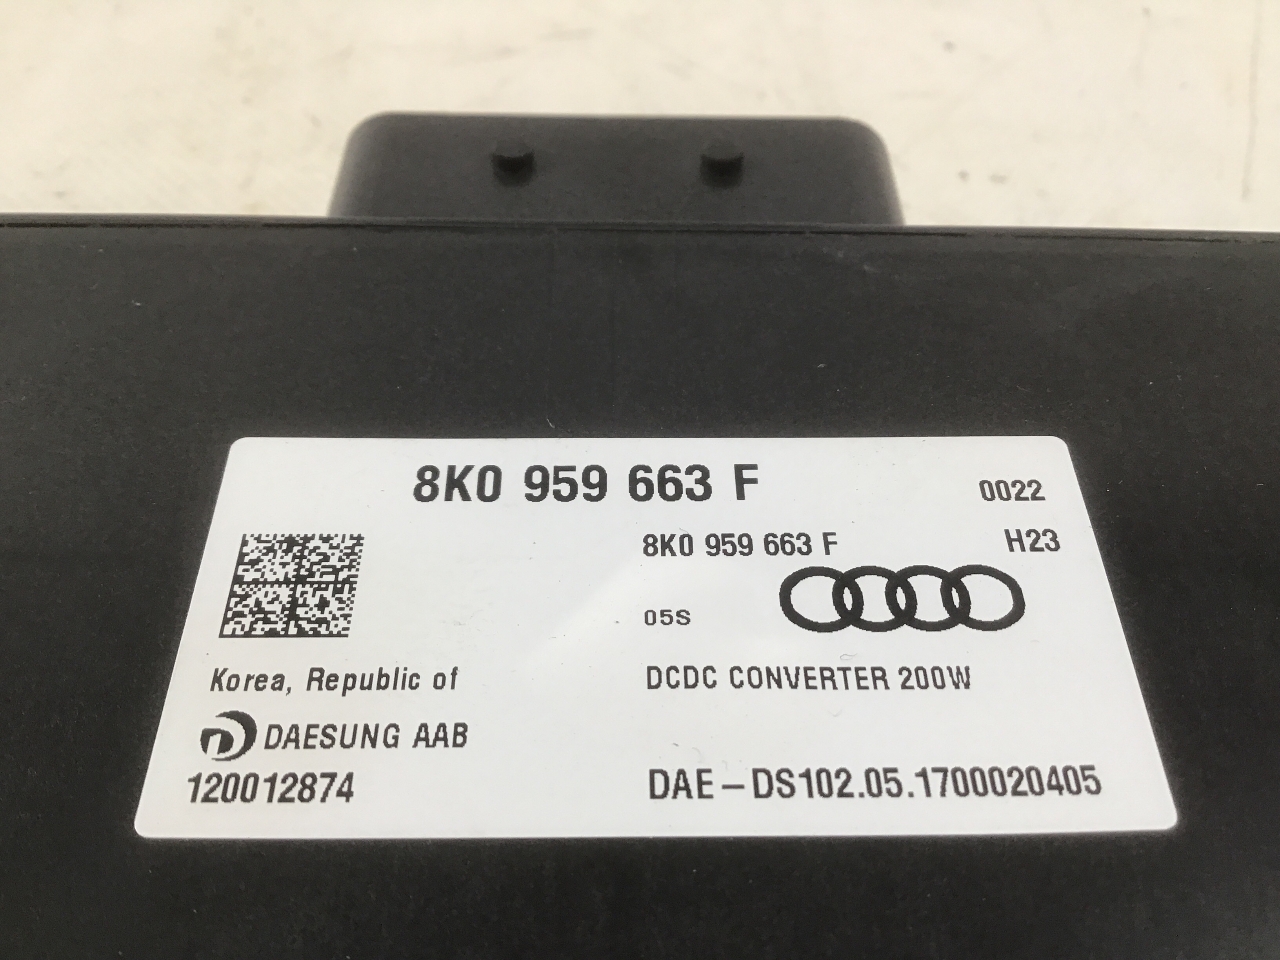 8K0 959 663 F
0022
8K0 959 663 F
H23
05S
Korea, Republic of
DCDC CONVERTER 200W
DAESUNG AAB
120012874
DAE-DS102.05.1700020405